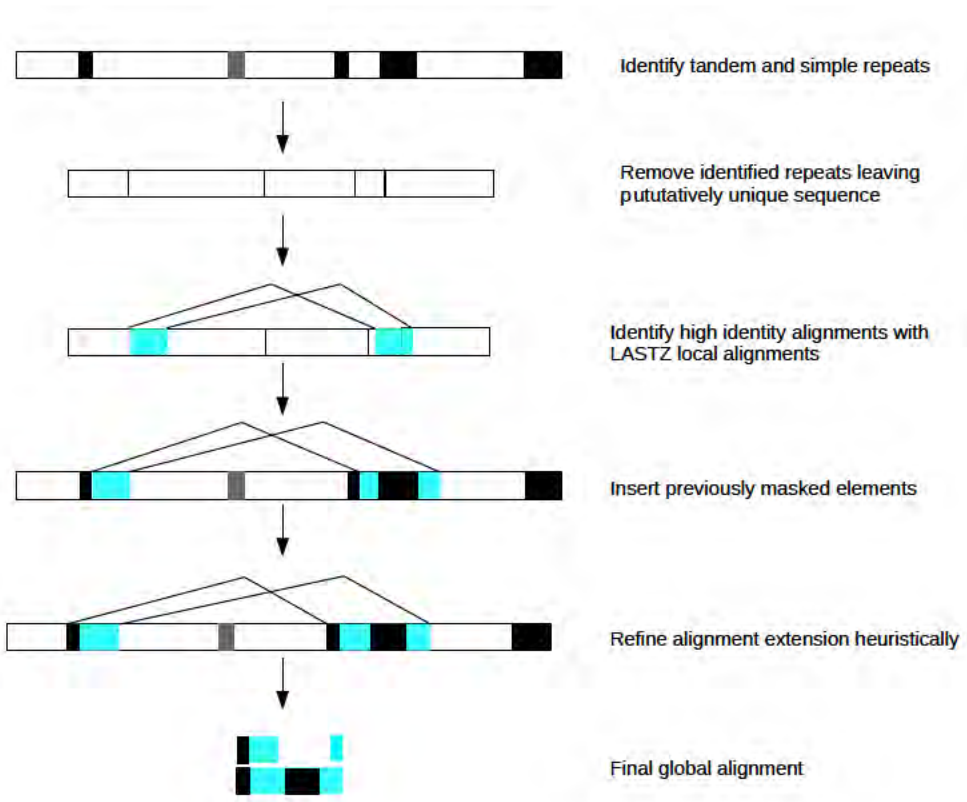 Identify tandem and simple repeats
Remove identified repeats leaving
pututatively unique sequence
Identify high identity alignments with
LASTZ local alignments
Insert previously masked elements
Refine alignment extension heuristically
Final global alignment